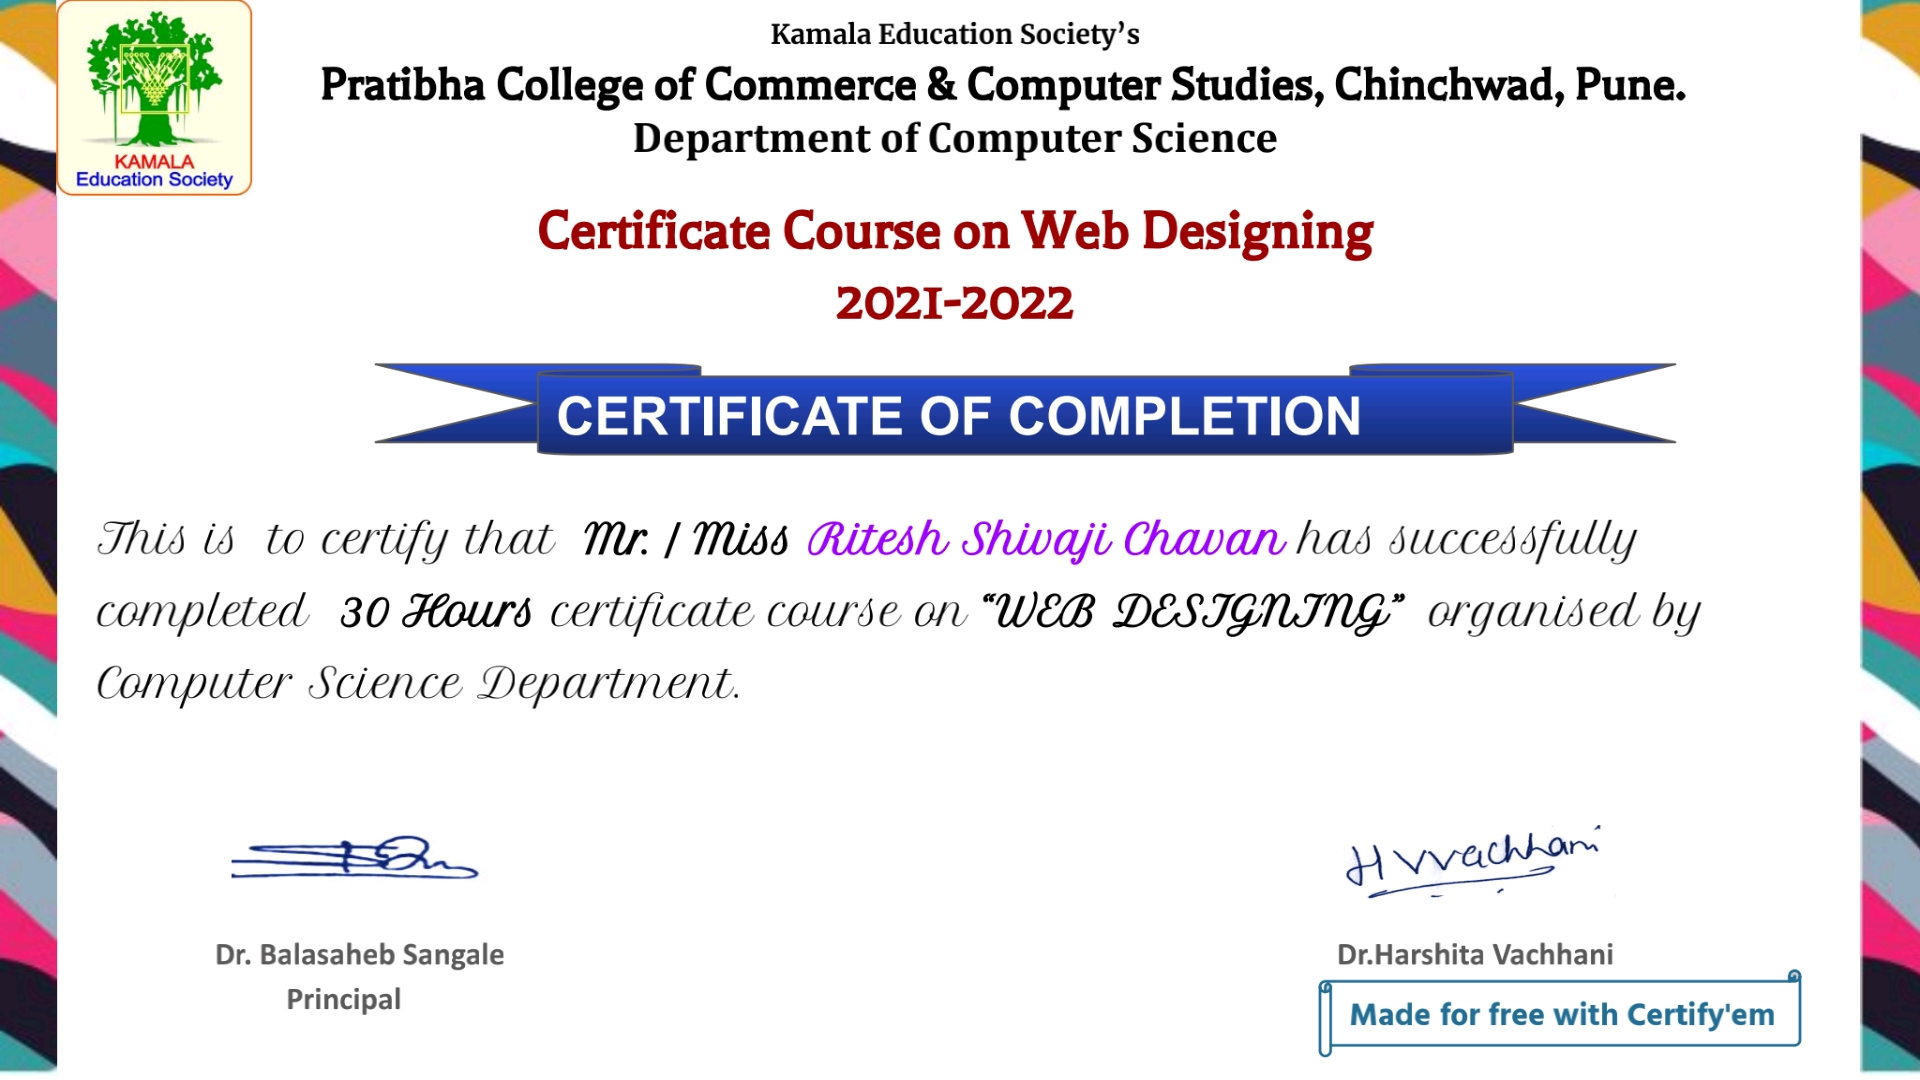 Kamala Education Society’s
Pratibha College of Commerce & Computer Studies, Chinchwad, Pune.
Department of Computer Science
KAMALA
Education Society
Certificate Course on Web Designing
2021-2022
CERTIFICATE OF COMPLETION
This is to certify that Mr. / Miss Ritesh Shivaji Chavan has successfully
completed 30 Hours certificate course on “WEB DESIGNING” organised by
Computer Science Department.
H VVachhani
Dr. Balasaheb Sangale
Principal
Dr.Harshita Vachhani
Made for free with Certify'em